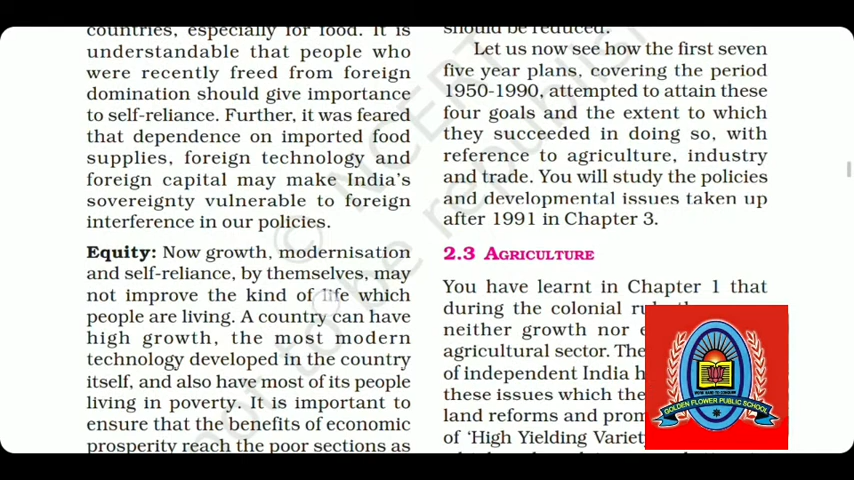 countries, especially for food. It is
understandable that people who
were recently freed from foreign
domination should give importance
to self-reliance. Further, it was feared
that dependence on imported food
supplies, foreign technology and
foreign capital may make India's
sovereignty vulnerable to foreign
interference in our policies.
Equity: Now growth, modernisation
and self-reliance, by themselves, may
not improve the kind of life which
people are living. A country can have
high growth, the most modern
technology developed in the country
itself, and also have most of its people
living in poverty. It is important to
ensure that the benefits of economic
prosperity reach the poor sections as
should be reduced.
Let us now see how the first seven
five year plans, covering the period
1950-1990, attempted to attain these
four goals and the extent to which
they succeeded in doing so, with
reference to agriculture, industry
and trade. You will study the policies
and developmental issues taken up
after 1991 in Chapter 3.
2.3 AGRICULTURE
You have learnt in Chapter 1 that
during the colonial
neither growth nor
agricultural sector.
of independent India
these issues which
land reforms and
of 'High Yielding
© NCERT
not to be republished
GOLDEN FLOWER PUBLIC SCHOOL